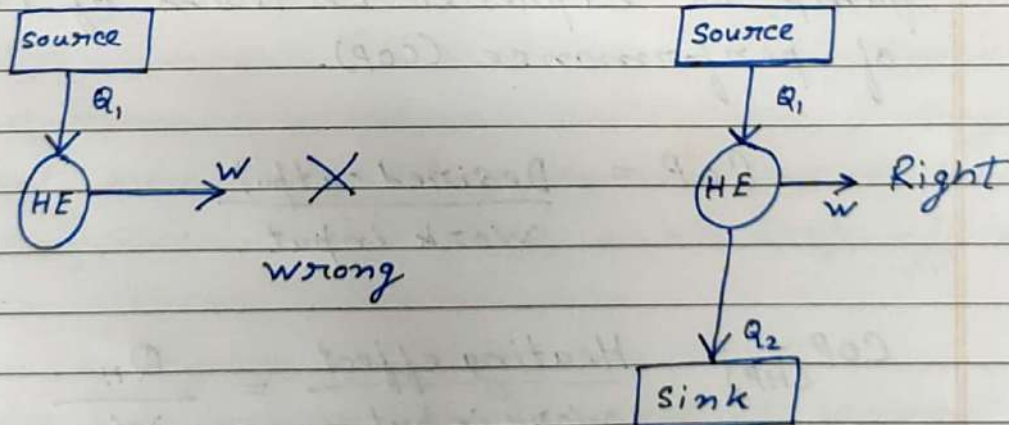 Source Source
Q₁ Q₁
HE W HE W Right
wrong
Q₂
Sink